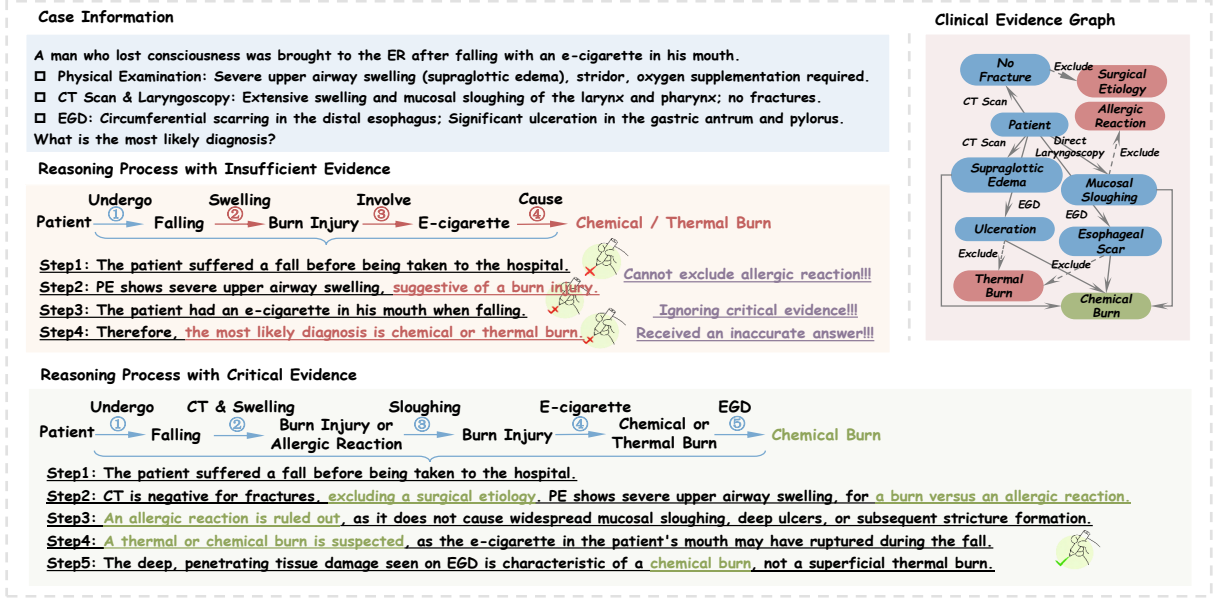 Case Information
A man who lost consciousness was brought to the ER after falling with an e-cigarette in his mouth.
Physical Examination: Severe upper airway swelling (supraglottic edema), stridor, oxygen supplementation required.
CT Scan & Laryngoscopy: Extensive swelling and mucosal sloughing of the larynx and pharynx; no fractures.
EGD: Circumferential scarring in the distal esophagus; Significant ulceration in the gastric antrum and pylorus.
What is the most likely diagnosis?
Reasoning Process with Insufficient Evidence
Undergo Swelling Involve Cause
① ② ③ ④
Patient Falling Burn Injury E-cigarette Chemical / Thermal Burn
Step1: The patient suffered a fall before being taken to the hospital.
Cannot exclude allergic reaction!!!
Step2: PE shows severe upper airway swelling, suggestive of a burn injury.
Step3: The patient had an e-cigarette in his mouth when falling.
Ignoring critical evidence!!!
Step4: Therefore, the most likely diagnosis is chemical or thermal burn.
Received an inaccurate answer!!!
Clinical Evidence Graph
No
Fracture
Exclude
Surgical
Etiology
CT Scan
Allergic
Reaction
Patient
CT Scan
Direct
Laryngoscopy
Exclude
Supraglottic
Edema
Mucosal
Sloughing
EGD
EGD
Ulceration
Esophageal
Scar
Exclude
Exclude
Thermal
Burn
Chemical
Burn
Reasoning Process with Critical Evidence
Undergo CT & Swelling Sloughing E-cigarette EGD
① ② ③ ④ ⑤
Patient Falling Burn Injury or
Allergic Reaction Burn Injury Chemical or
Thermal Burn Chemical Burn
Step1: The patient suffered a fall before being taken to the hospital.
Step2: CT is negative for fractures, excluding a surgical etiology. PE shows severe upper airway swelling, for a burn versus an allergic reaction.
Step3: An allergic reaction is ruled out, as it does not cause widespread mucosal sloughing, deep ulcers, or subsequent stricture formation.
Step4: A thermal or chemical burn is suspected, as the e-cigarette in the patient's mouth may have ruptured during the fall.
Step5: The deep, penetrating tissue damage seen on EGD is characteristic of a chemical burn, not a superficial thermal burn.